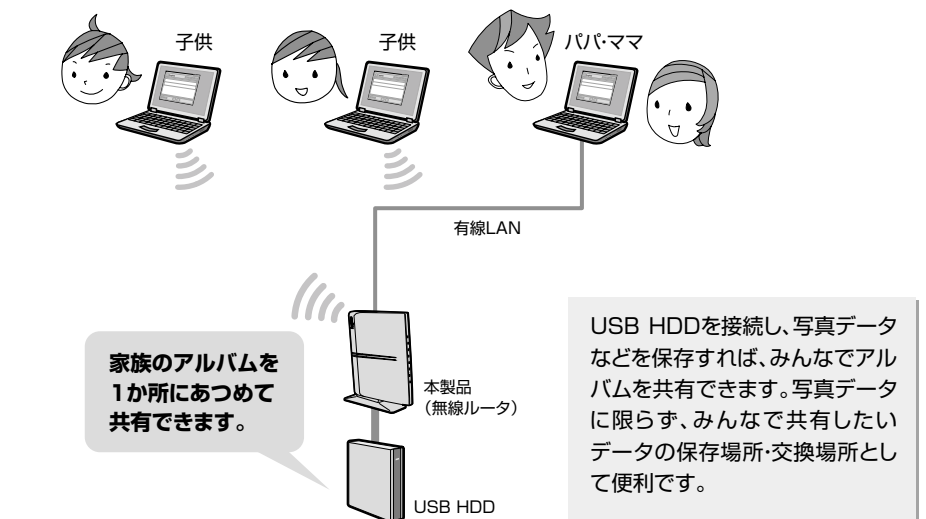 子供
子供
パパ・ママ
有線LAN
家族のアルバムを
1か所にあつめて
共有できます。
本製品
（無線ルータ）
USB HDD
USB HDDを接続し、写真データ
などを保存すれば、みんなでアル
バムを共有できます。写真データ
に限らず、みんなで共有したい
データの保存場所・交換場所とし
て便利です。